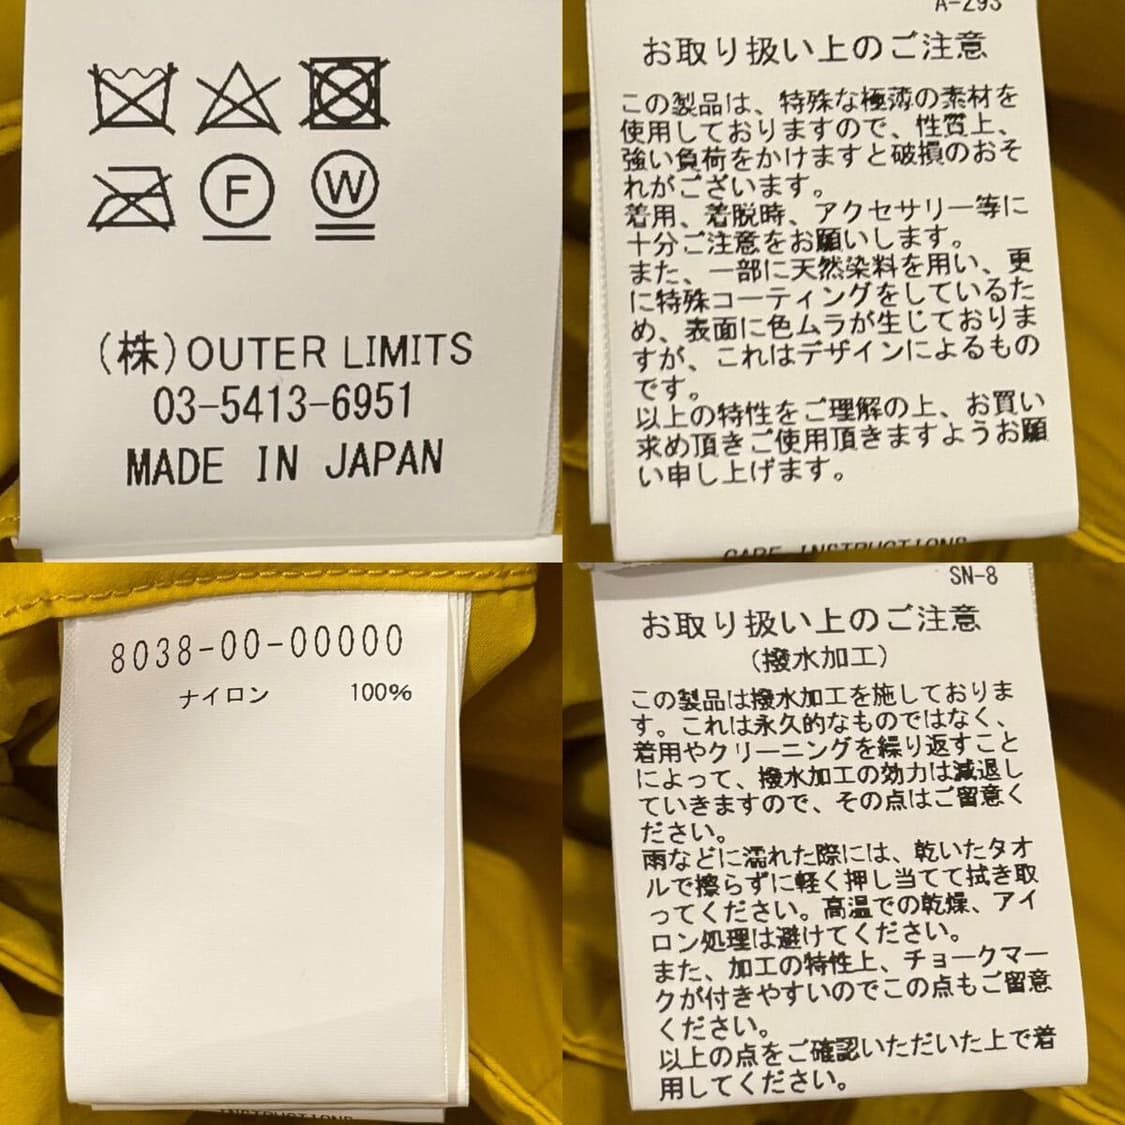 F
W
(株)OUTER LIMITS
03-5413-6951
MADE IN JAPAN
A-293
お取り扱い上のご注意
この製品は、特殊な極薄の素材を
使用しておりますので、性質上、
強い負荷をかけますと破損のおそ
れがございます。
着用、着脱時、アクセサリー等に
十分ご注意をお願いします。
また、一部に天然染料を用い、更
に特殊コーティングをしているた
め、表面に色ムラが生じておりま
すが、これはデザインによるもの
です。
以上の特性をご理解の上、お買い
求め頂きご使用頂きますようお願
い申し上げます。
CARE INSTRUCTIONS
8038-00-00000
ナイロン 100%
INSTRUCTIONS
SN-8
お取り扱い上のご注意
(撥水加工)
この製品は撥水加工を施しておりま
す。これは永久的なものではなく、
着用やクリーニングを繰り返すこと
によって、撥水加工の効力は減退し
ていきますので、その点はご留意く
ださい。
雨などに濡れた際には、乾いたタオ
ルで擦らずに軽く押し当てて拭き取
ってください。高温での乾燥、アイ
ロン処理は避けてください。
また、加工の特性上、チョークマー
クが付きやすいのでこの点もご留意
ください。
以上の点をご確認いただいた上で着
用してください。